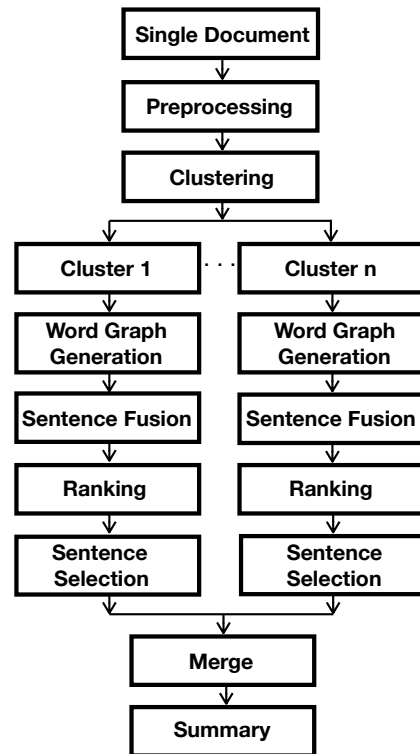 Single Document
Preprocessing
Clustering
Cluster 1
. . .
Cluster n
Word Graph
Generation
Word Graph
Generation
Sentence Fusion
Sentence Fusion
Ranking
Ranking
Sentence
Selection
Sentence
Selection
Merge
Summary